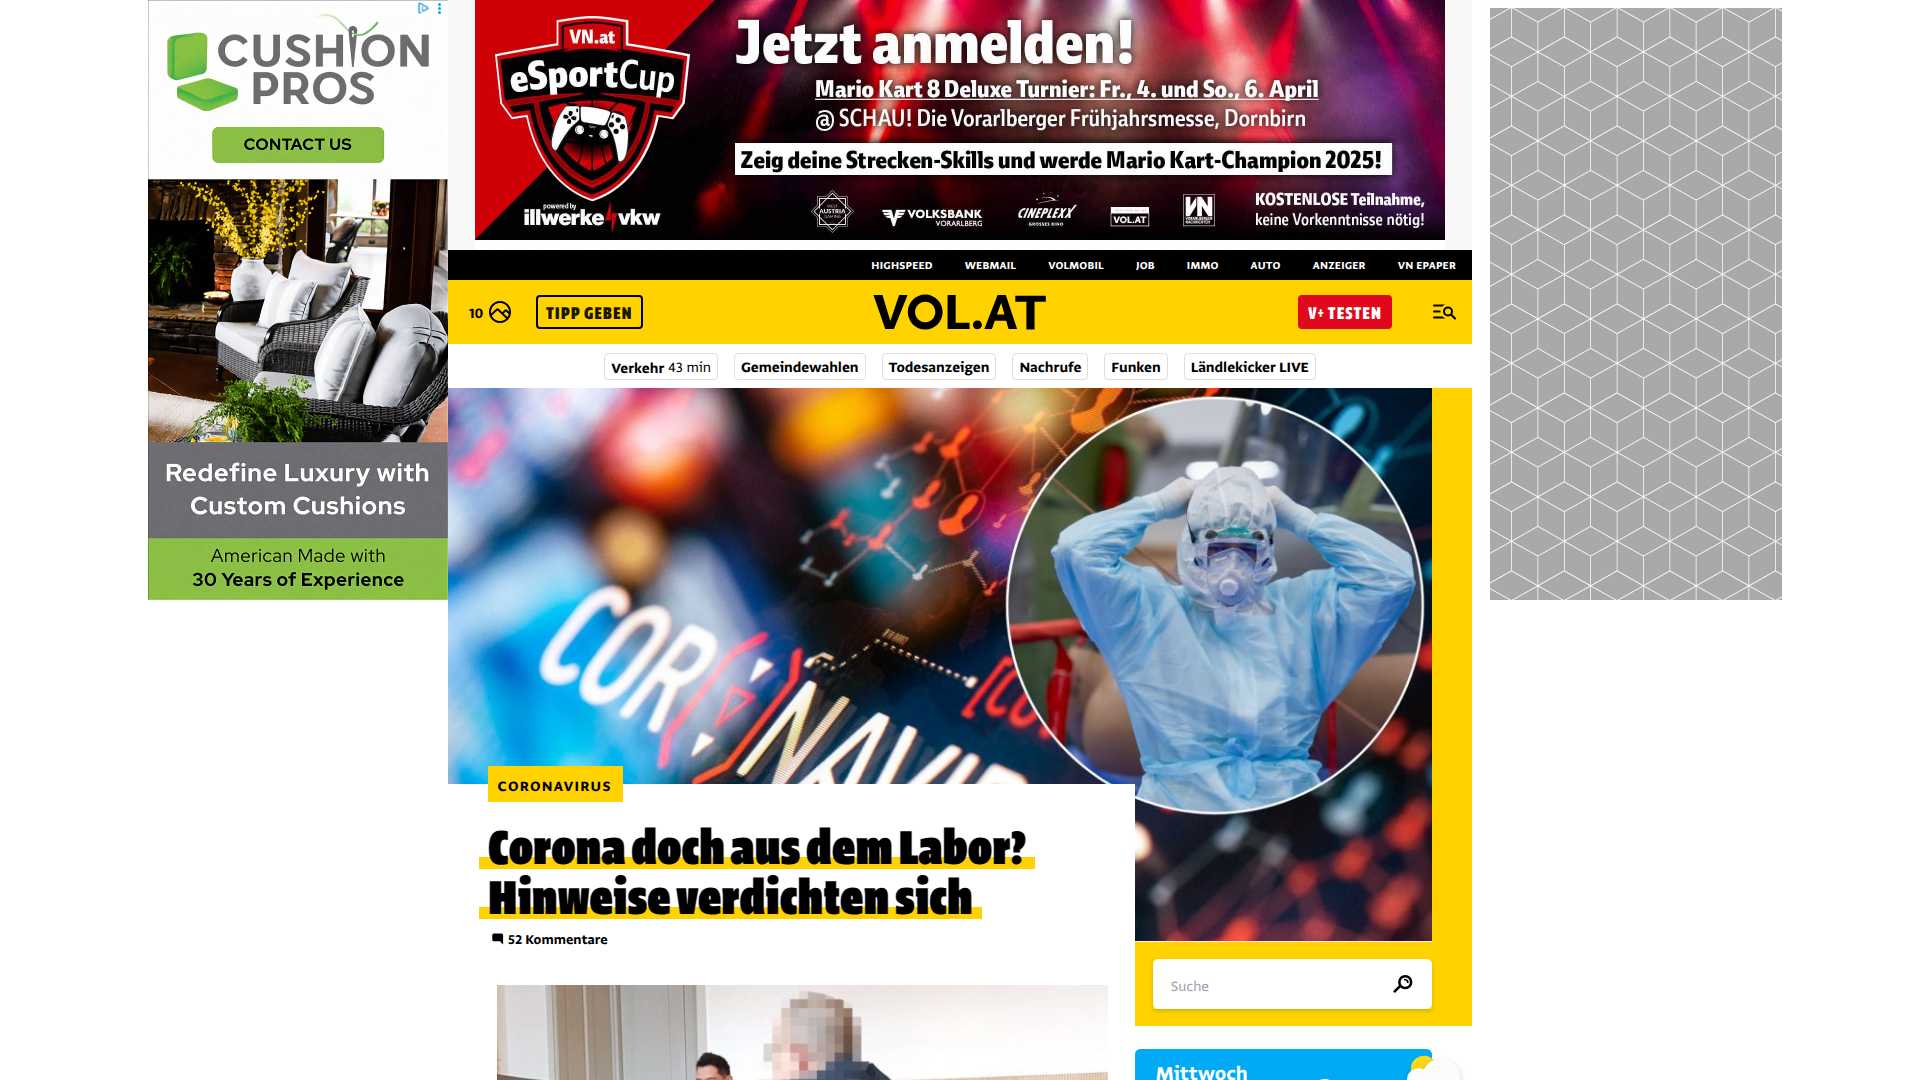 CUSHION
PROS
CONTACT US
Redefine Luxury with
Custom Cushions
American Made with
30 Years of Experience
VN.at
eSportCup
powered by
illwerke vkw
Jetzt anmelden!
Mario Kart 8 Deluxe Turnier: Fr., 4. und So., 6. April
@ SCHAU! Die Vorarlberger Frühjahrsmesse, Dornbirn
Zeig deine Strecken-Skills und werde Mario Kart-Champion 2025!
AUSTRIA
VOLKSBANK
VORARLBERG
CINEPLEXX
VOL.AT
VN
KOSTENLOSE Teilnahme,
keine Vorkenntnisse nötig!
HIGHSPEED WEBMAIL VOLMOBIL JOB IMMO AUTO ANZEIGER VN EPAPER
10
TIPP GEBEN
VOL.AT
V+ TESTEN
Verkehr 43 min
Gemeindewahlen
Todesanzeigen
Nachrufe
Funken
Ländlekicker LIVE
CORONAVIRUS
Corona doch aus dem Labor?
Hinweise verdichten sich
52 Kommentare
Suche
Mittwoch